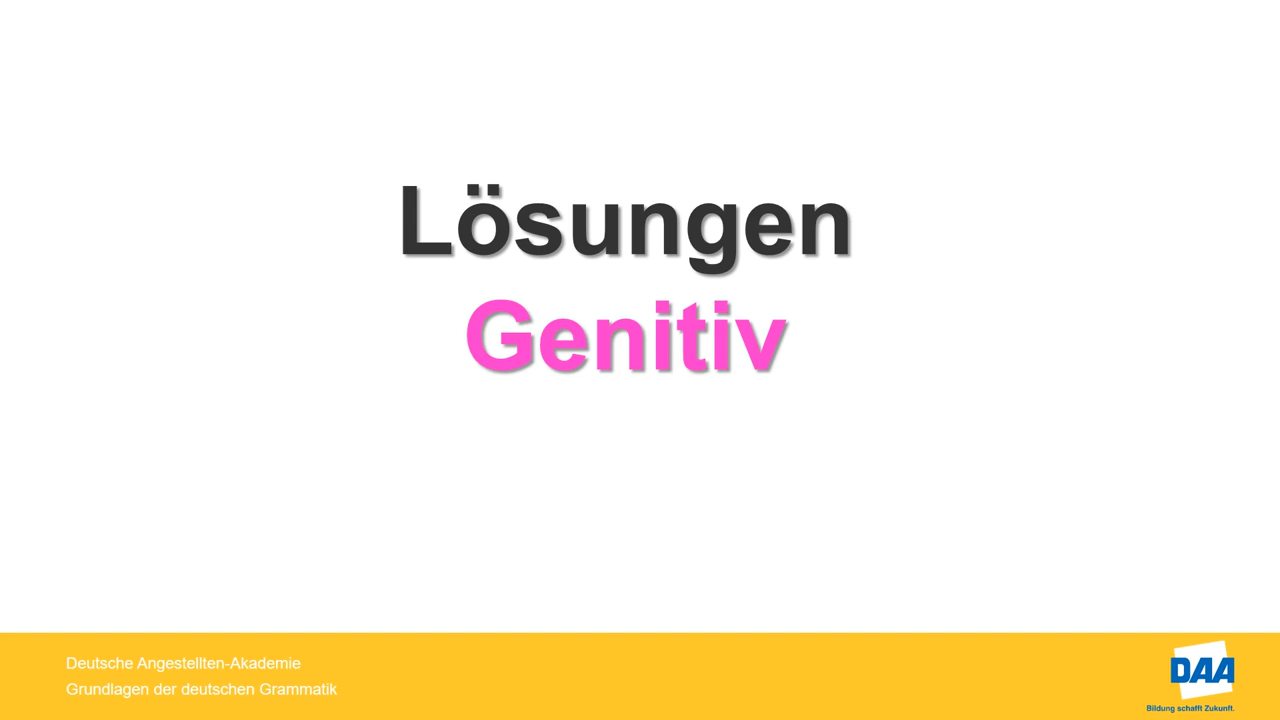 Lösungen
Genitiv
Deutsche Angestellten-Akademie
Grundlagen der deutschen Grammatik
DAA
Bildung schafft Zukunft.